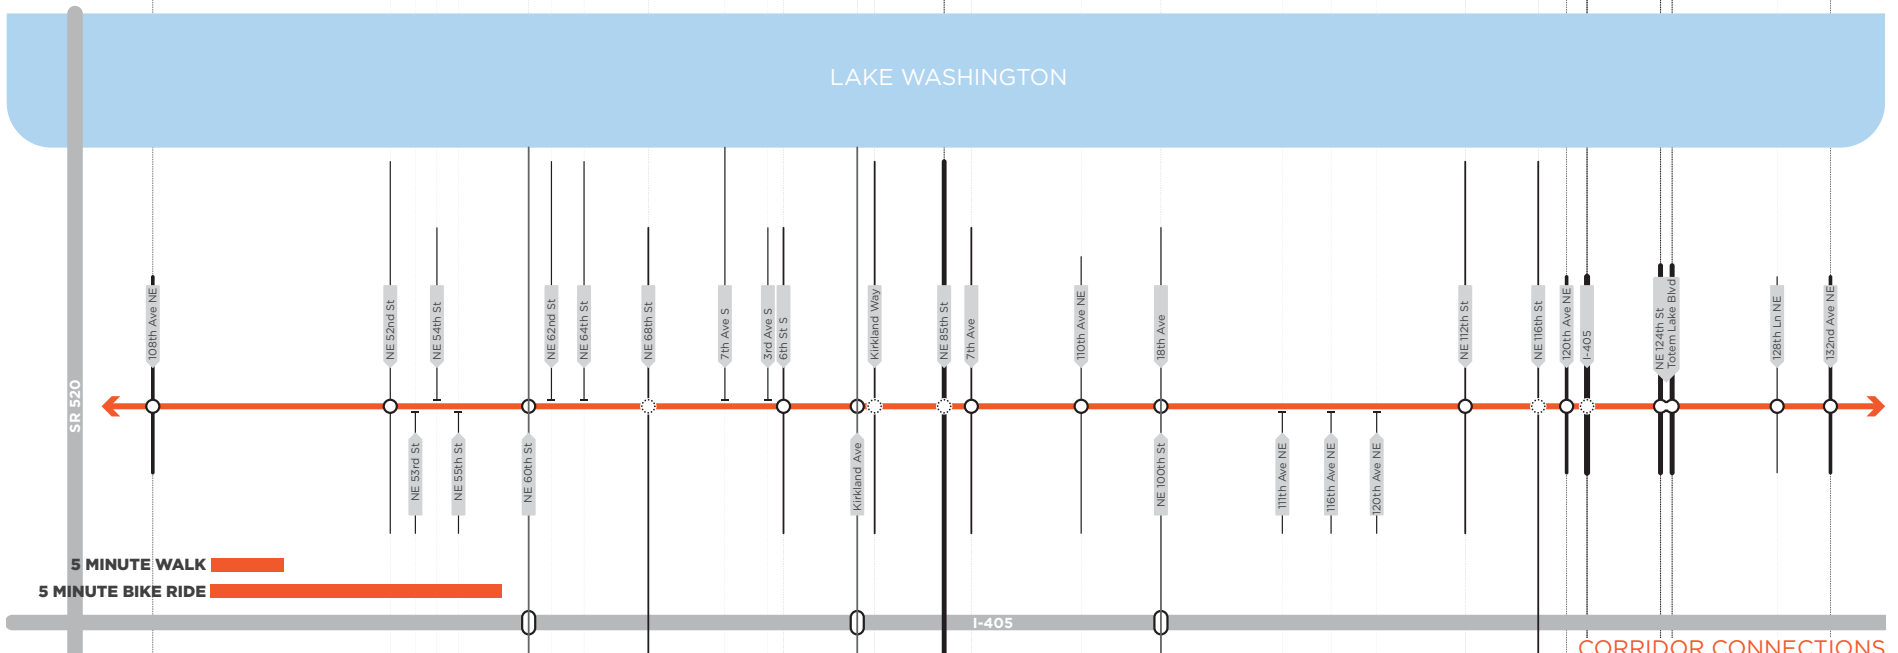 LAKE WASHINGTON
SR 520
108th Ave NE
NE 52nd St
NE 54th St
NE 62nd St
NE 64th St
NE 68th St
7th Ave S
3rd Ave S
6th St S
Kirkland Way
NE 85th St
7th Ave
110th Ave NE
18th Ave
NE 112th St
NE 116th St
120th Ave NE
I-405
NE 124th St
Totem Lake Blvd
128th Ln NE
132nd Ave NE
NE 53rd St
NE 55th St
NE 60th St
Kirkland Ave
NE 100th St
111th Ave NE
116th Ave NE
120th Ave NE
5 MINUTE WALK
5 MINUTE BIKE RIDE
I-405
CORRIDOR CONNECTIONS